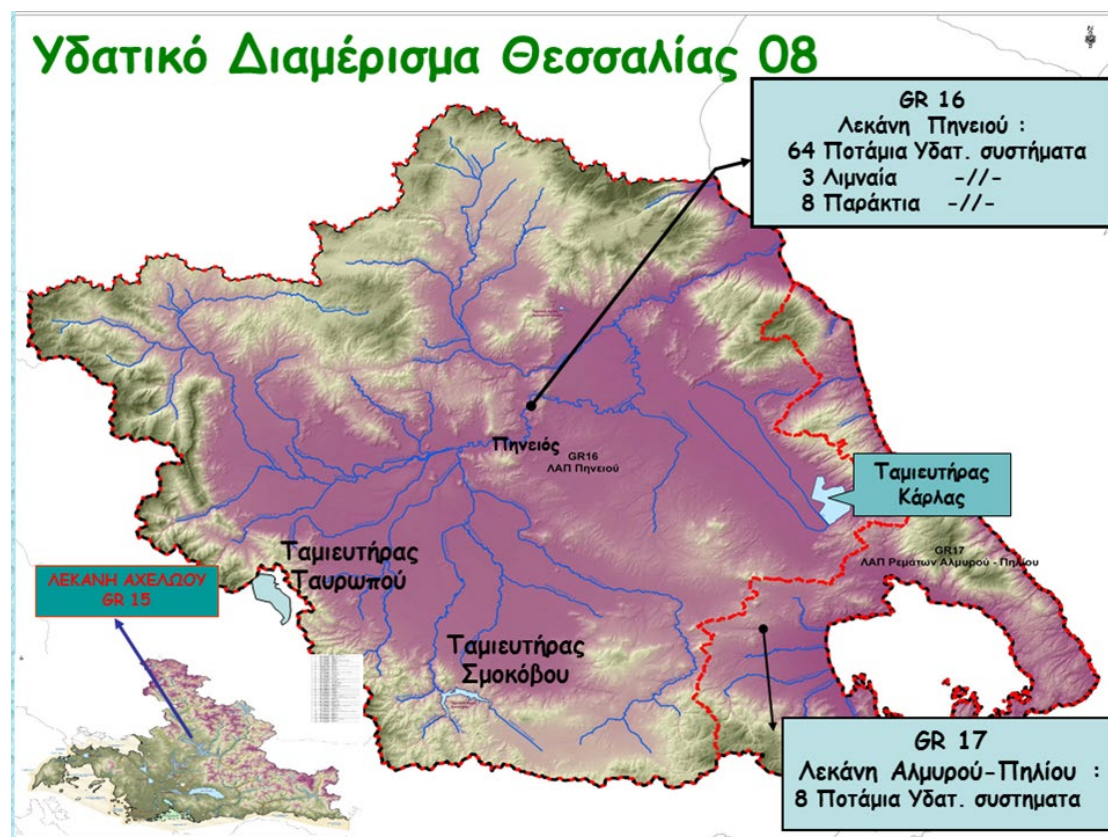 Υδατικό Διαμέρισμα Θεσσαλίας 08
GR 16
Λεκάνη Πηνειού :
64 Ποτάμια Υδατ. συστήματα
3 Λιμναία -//-
8 Παράκτια -//-
Πηνειός
GR16
ΛΑΠ Πηνειού
Ταμιευτήρας
Κάρλας
GR17
ΛΑΠ Ρεμάτων Αλμυρού - Πηλίου
Ταμιευτήρας
Ταυρωπού
ΛΕΚΑΝΗ ΑΧΕΛΩΟΥ
GR 15
Ταμιευτήρας
Σμοκόβου
GR 17
Λεκάνη Αλμυρού-Πηλίου :
8 Ποτάμια Υδατ. συστηματα